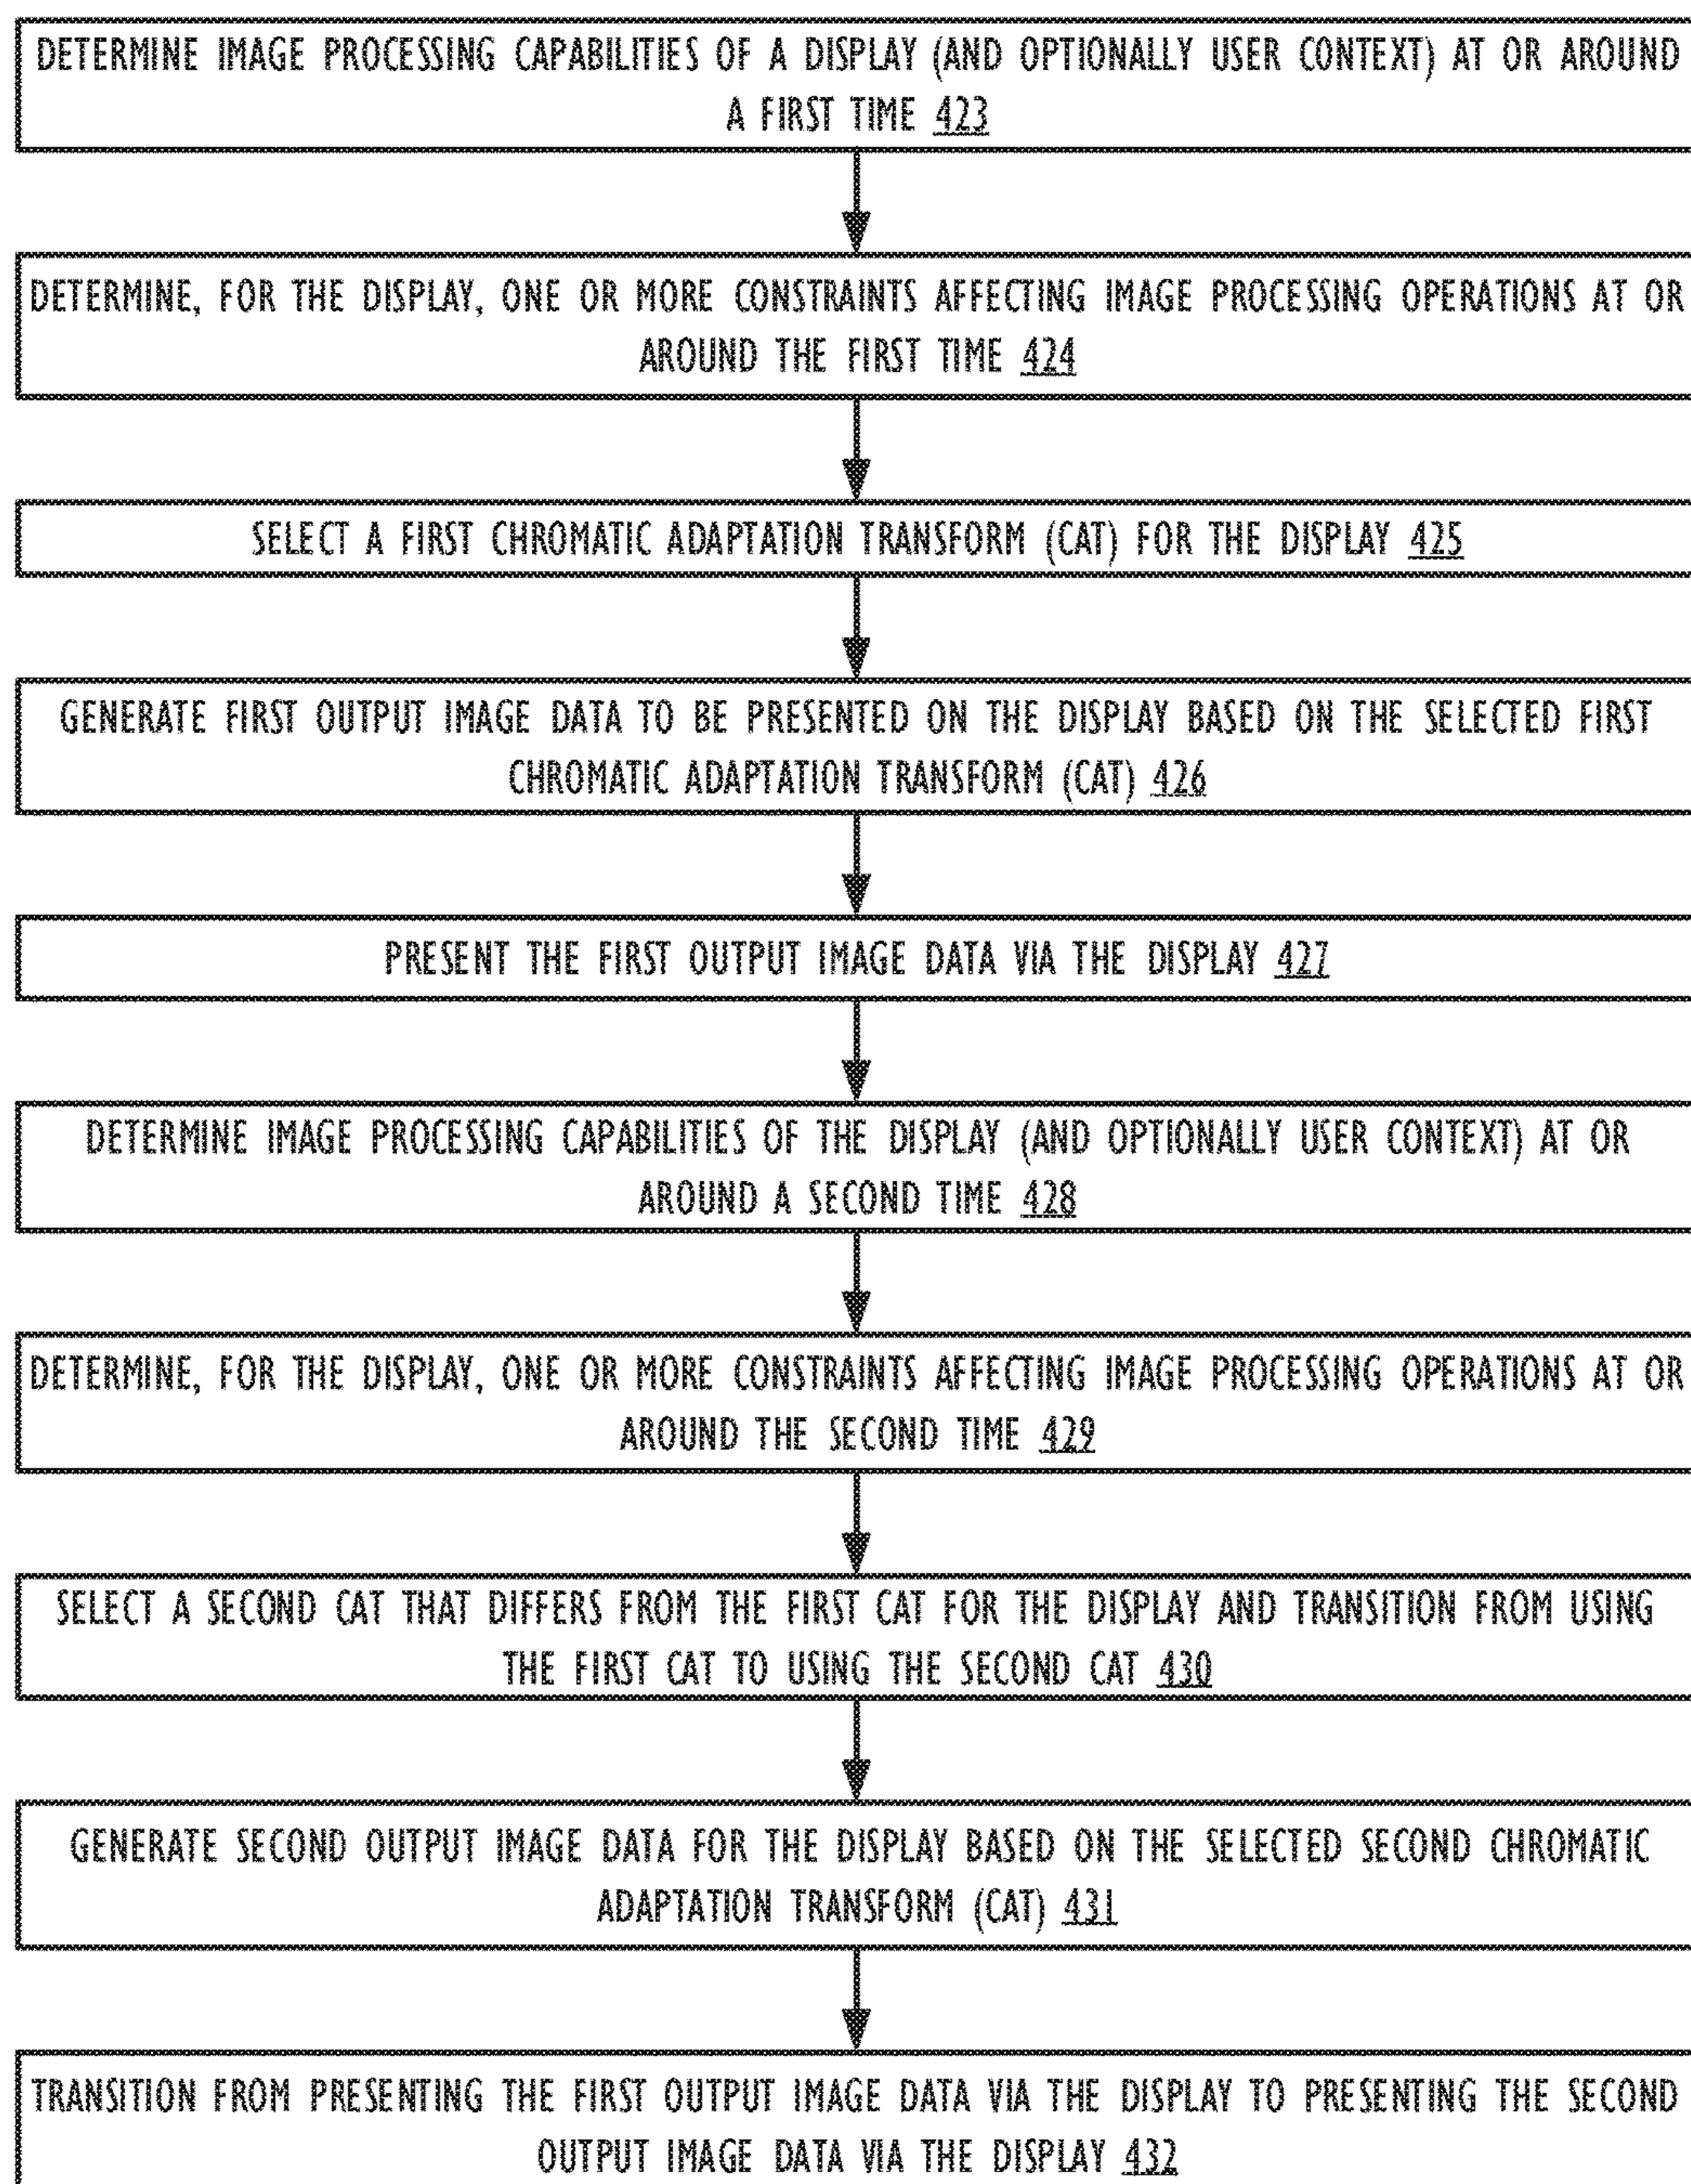 DETERMINE IMAGE PROCESSING CAPABILITIES OF A DISPLAY (AND OPTIONALLY USER CONTEXT) AT OR AROUND
A FIRST TIME 423
DETERMINE, FOR THE DISPLAY, ONE OR MORE CONSTRAINTS AFFECTING IMAGE PROCESSING OPERATIONS AT OR
AROUND THE FIRST TIME 424
SELECT A FIRST CHROMATIC ADAPTATION TRANSFORM (CAT) FOR THE DISPLAY 425
GENERATE FIRST OUTPUT IMAGE DATA TO BE PRESENTED ON THE DISPLAY BASED ON THE SELECTED FIRST
CHROMATIC ADAPTATION TRANSFORM (CAT) 426
PRESENT THE FIRST OUTPUT IMAGE DATA VIA THE DISPLAY 427
DETERMINE IMAGE PROCESSING CAPABILITIES OF THE DISPLAY (AND OPTIONALLY USER CONTEXT) AT OR
AROUND A SECOND TIME 428
DETERMINE, FOR THE DISPLAY, ONE OR MORE CONSTRAINTS AFFECTING IMAGE PROCESSING OPERATIONS AT OR
AROUND THE SECOND TIME 429
SELECT A SECOND CAT THAT DIFFERS FROM THE FIRST CAT FOR THE DISPLAY AND TRANSITION FROM USING
THE FIRST CAT TO USING THE SECOND CAT 430
GENERATE SECOND OUTPUT IMAGE DATA FOR THE DISPLAY BASED ON THE SELECTED SECOND CHROMATIC
ADAPTATION TRANSFORM (CAT) 431
TRANSITION FROM PRESENTING THE FIRST OUTPUT IMAGE DATA VIA THE DISPLAY TO PRESENTING THE SECOND
OUTPUT IMAGE DATA VIA THE DISPLAY 432